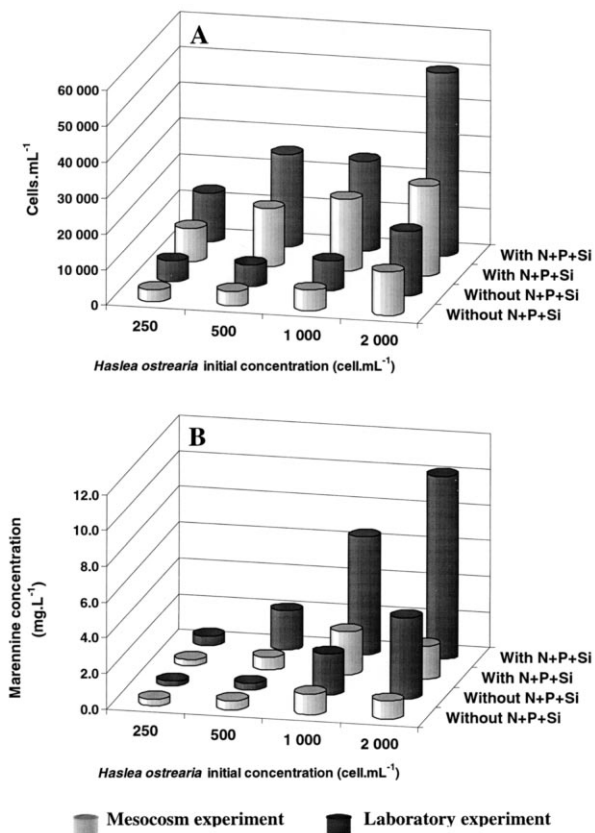 A
60 000
50 000
40 000
30 000
20 000
10 000
0
Cells.mL-1
With N+P+Si
With N+P+Si
Without N+P+Si
Without N+P+Si
250
500
1 000
2 000
Haslea ostrearia initial concentration (cell.mL-1)
B
12.0
10.0
8.0
6.0
4.0
2.0
0.0
Marennine concentration
(mg.L-1)
With N+P+Si
With N+P+Si
Without N+P+Si
Without N+P+Si
250
500
1 000
2 000
Haslea ostrearia initial concentration (cell.mL-1)
Mesocosm experiment
Laboratory experiment